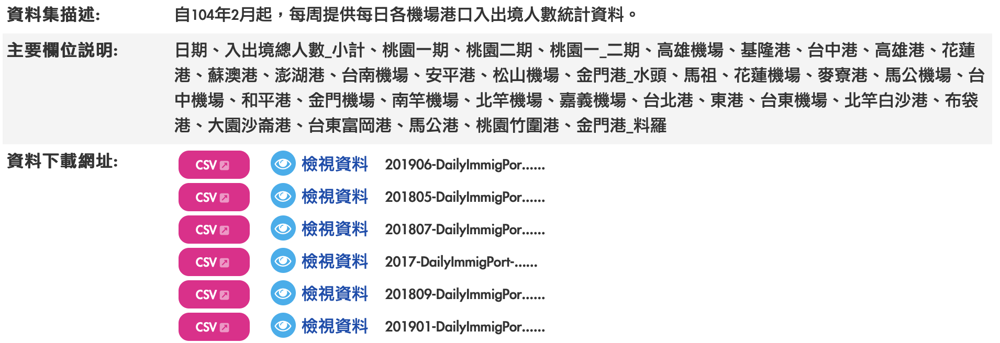 資料集描述: 自104年2月起，每周提供每日各機場港口入出境人數統計資料。
主要欄位說明: 日期、入出境總人數_小計、桃園一期、桃園二期、桃園一_二期、高雄機場、基隆港、台中港、高雄港、花蓮
港、蘇澳港、澎湖港、台南機場、安平港、松山機場、金門港_水頭、馬祖、花蓮機場、麥寮港、馬公機場、台
中機場、和平港、金門機場、南竿機場、北竿機場、嘉義機場、台北港、東港、台東機場、北竿白沙港、布袋
港、大園沙崙港、台東富岡港、馬公港、桃園竹圍港、金門港_料羅
資料下載網址: CSV 檢視資料 201906-DailyImmigPor......
CSV 檢視資料 201805-DailyImmigPor......
CSV 檢視資料 201807-DailyImmigPor......
CSV 檢視資料 2017-DailyImmigPort-......
CSV 檢視資料 201809-DailyImmigPor......
CSV 檢視資料 201901-DailyImmigPor......